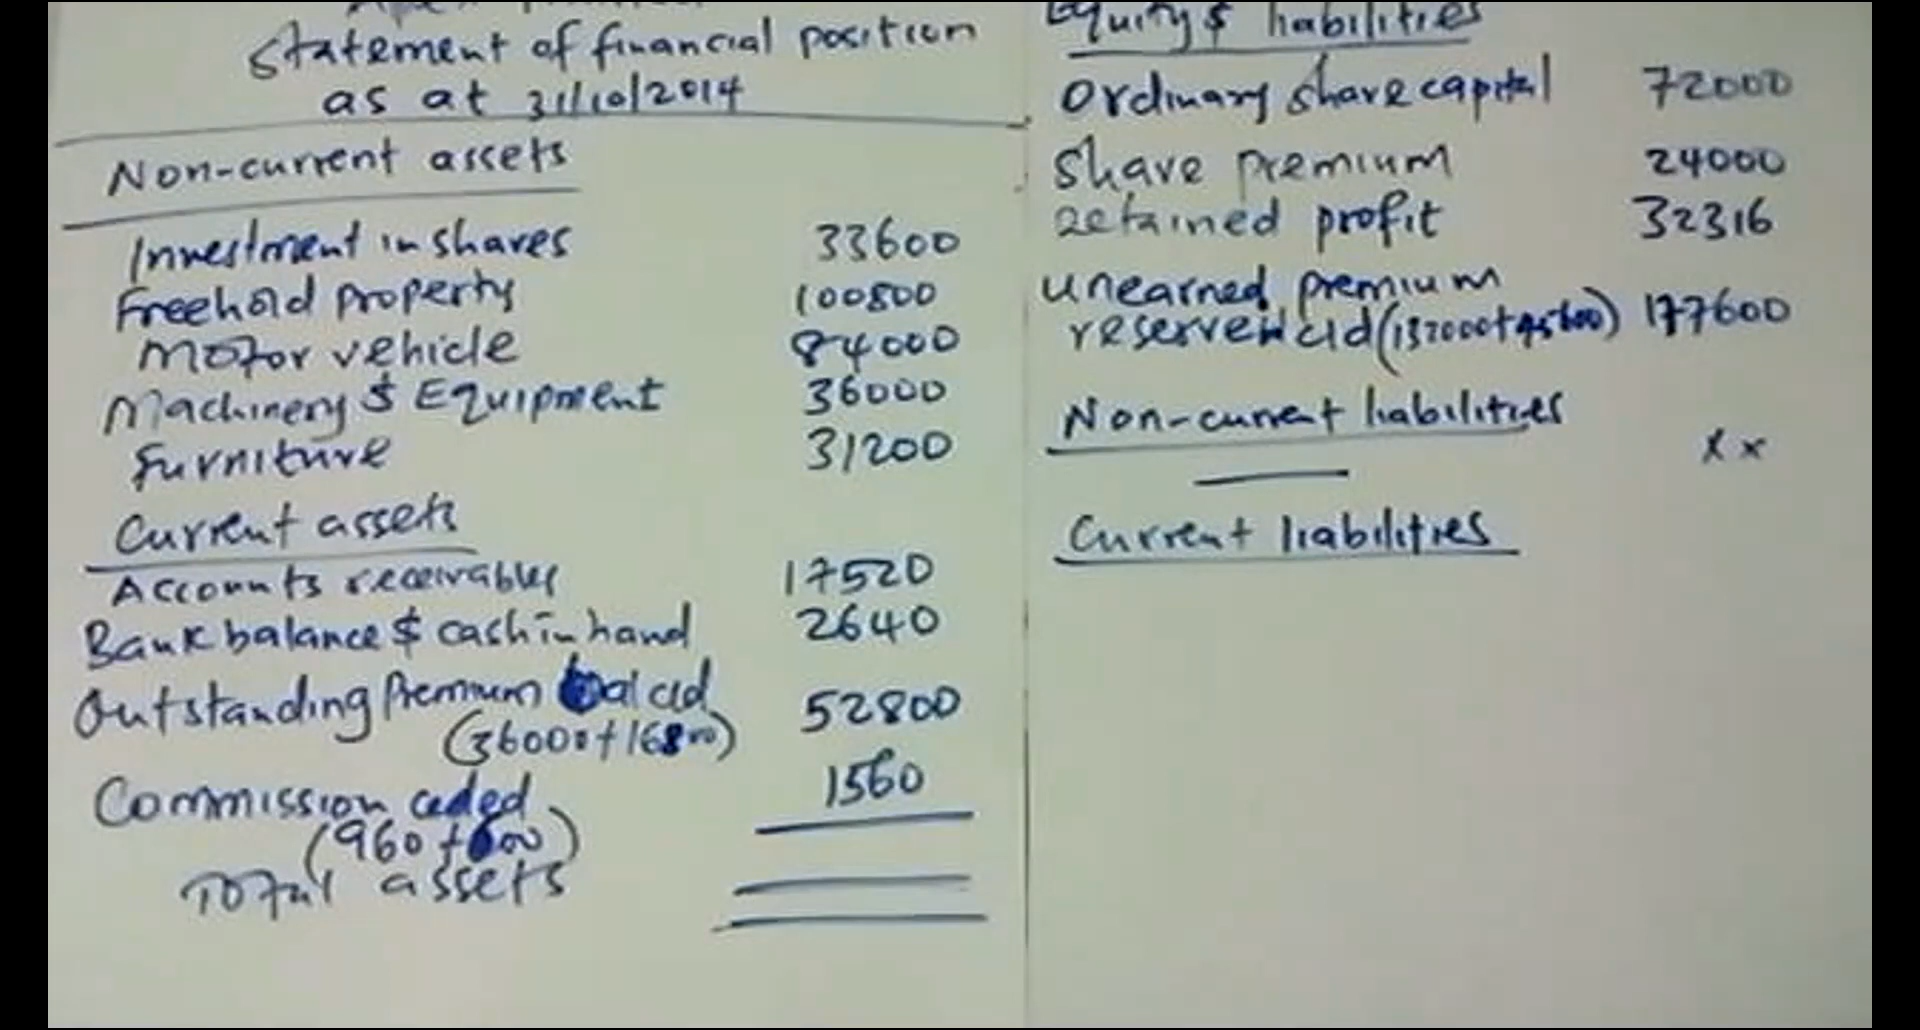 statement of financial position
as at 31/10/2014
Non-current assets
Investment in shares 33600
Freehold property 100800
Motor vehicle 84000
Machinery $ Equipment 36000
furniture 31200
Current assets
Accounts receivables 17520
Bank balance $ cash in hand 2640
Outstanding Premium bal c/d 52800
(36000+16800)
Commission ceded 1560
(960+600)
Total assets
Equity $ liabilities
Ordinary share capital 72000
Share premium 24000
retained profit 32316
unearned premium
reserve c/d (132000+45600) 177600
Non-current liabilities
xx
Current liabilities